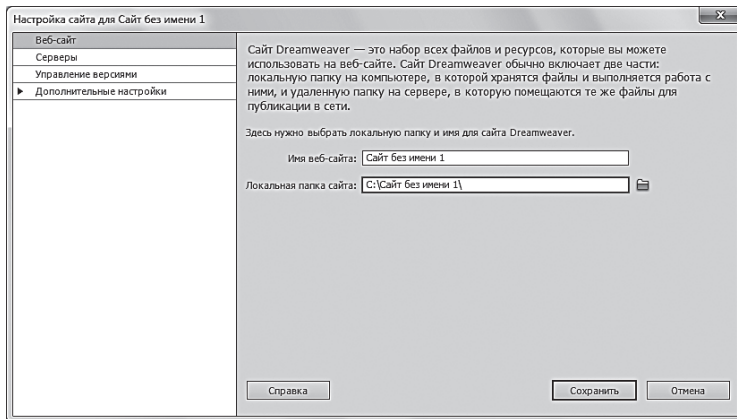 Настройка сайта для Сайт без имени 1
Веб-сайт
Серверы
Управление версиями
Дополнительные настройки
Сайт Dreamweaver — это набор всех файлов и ресурсов, которые вы можете
использовать на веб-сайте. Сайт Dreamweaver обычно включает две части:
локальную папку на компьютере, в которой хранятся файлы и выполняется работа с
ними, и удаленную папку на сервере, в которую помещаются те же файлы для
публикации в сети.
Здесь нужно выбрать локальную папку и имя для сайта Dreamweaver.
Имя веб-сайта: Сайт без имени 1
Локальная папка сайта: C:\Сайт без имени 1\
Справка
Сохранить
Отмена